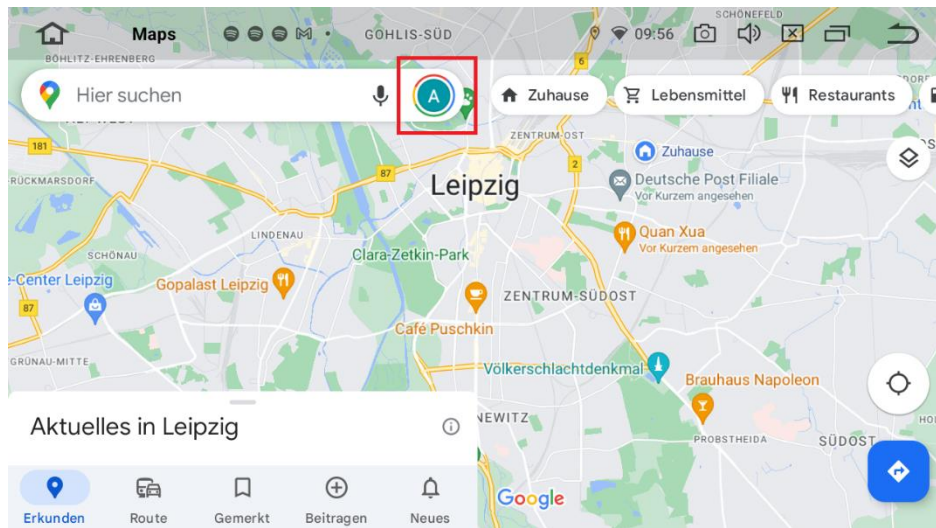 SCHÖNEFELD
Maps
GOHLIS-SÜD
09:56
BÖHLITZ-EHRENBERG
6
Hier suchen
A
Zuhause
Lebensmittel
Restaurants
ZENTRUM-OST
181
87
2
Zuhause
RÜCKMARSDORF
Leipzig
Deutsche Post Filiale
Vor Kurzem angesehen
LINDENAU
Quan Xua
Vor Kurzem angesehen
SCHÖNAU
Clara-Zetkin-Park
e-Center Leipzig
Gopalast Leipzig
ZENTRUM-SÜDOST
87
Café Puschkin
GRÜNAU-MITTE
Völkerschlachtdenkmal
Brauhaus Napoleon
Aktuelles in Leipzig
NEWITZ
PROBSTHEIDA
SÜDOST
Google
Erkunden
Route
Gemerkt
Beitragen
Neues